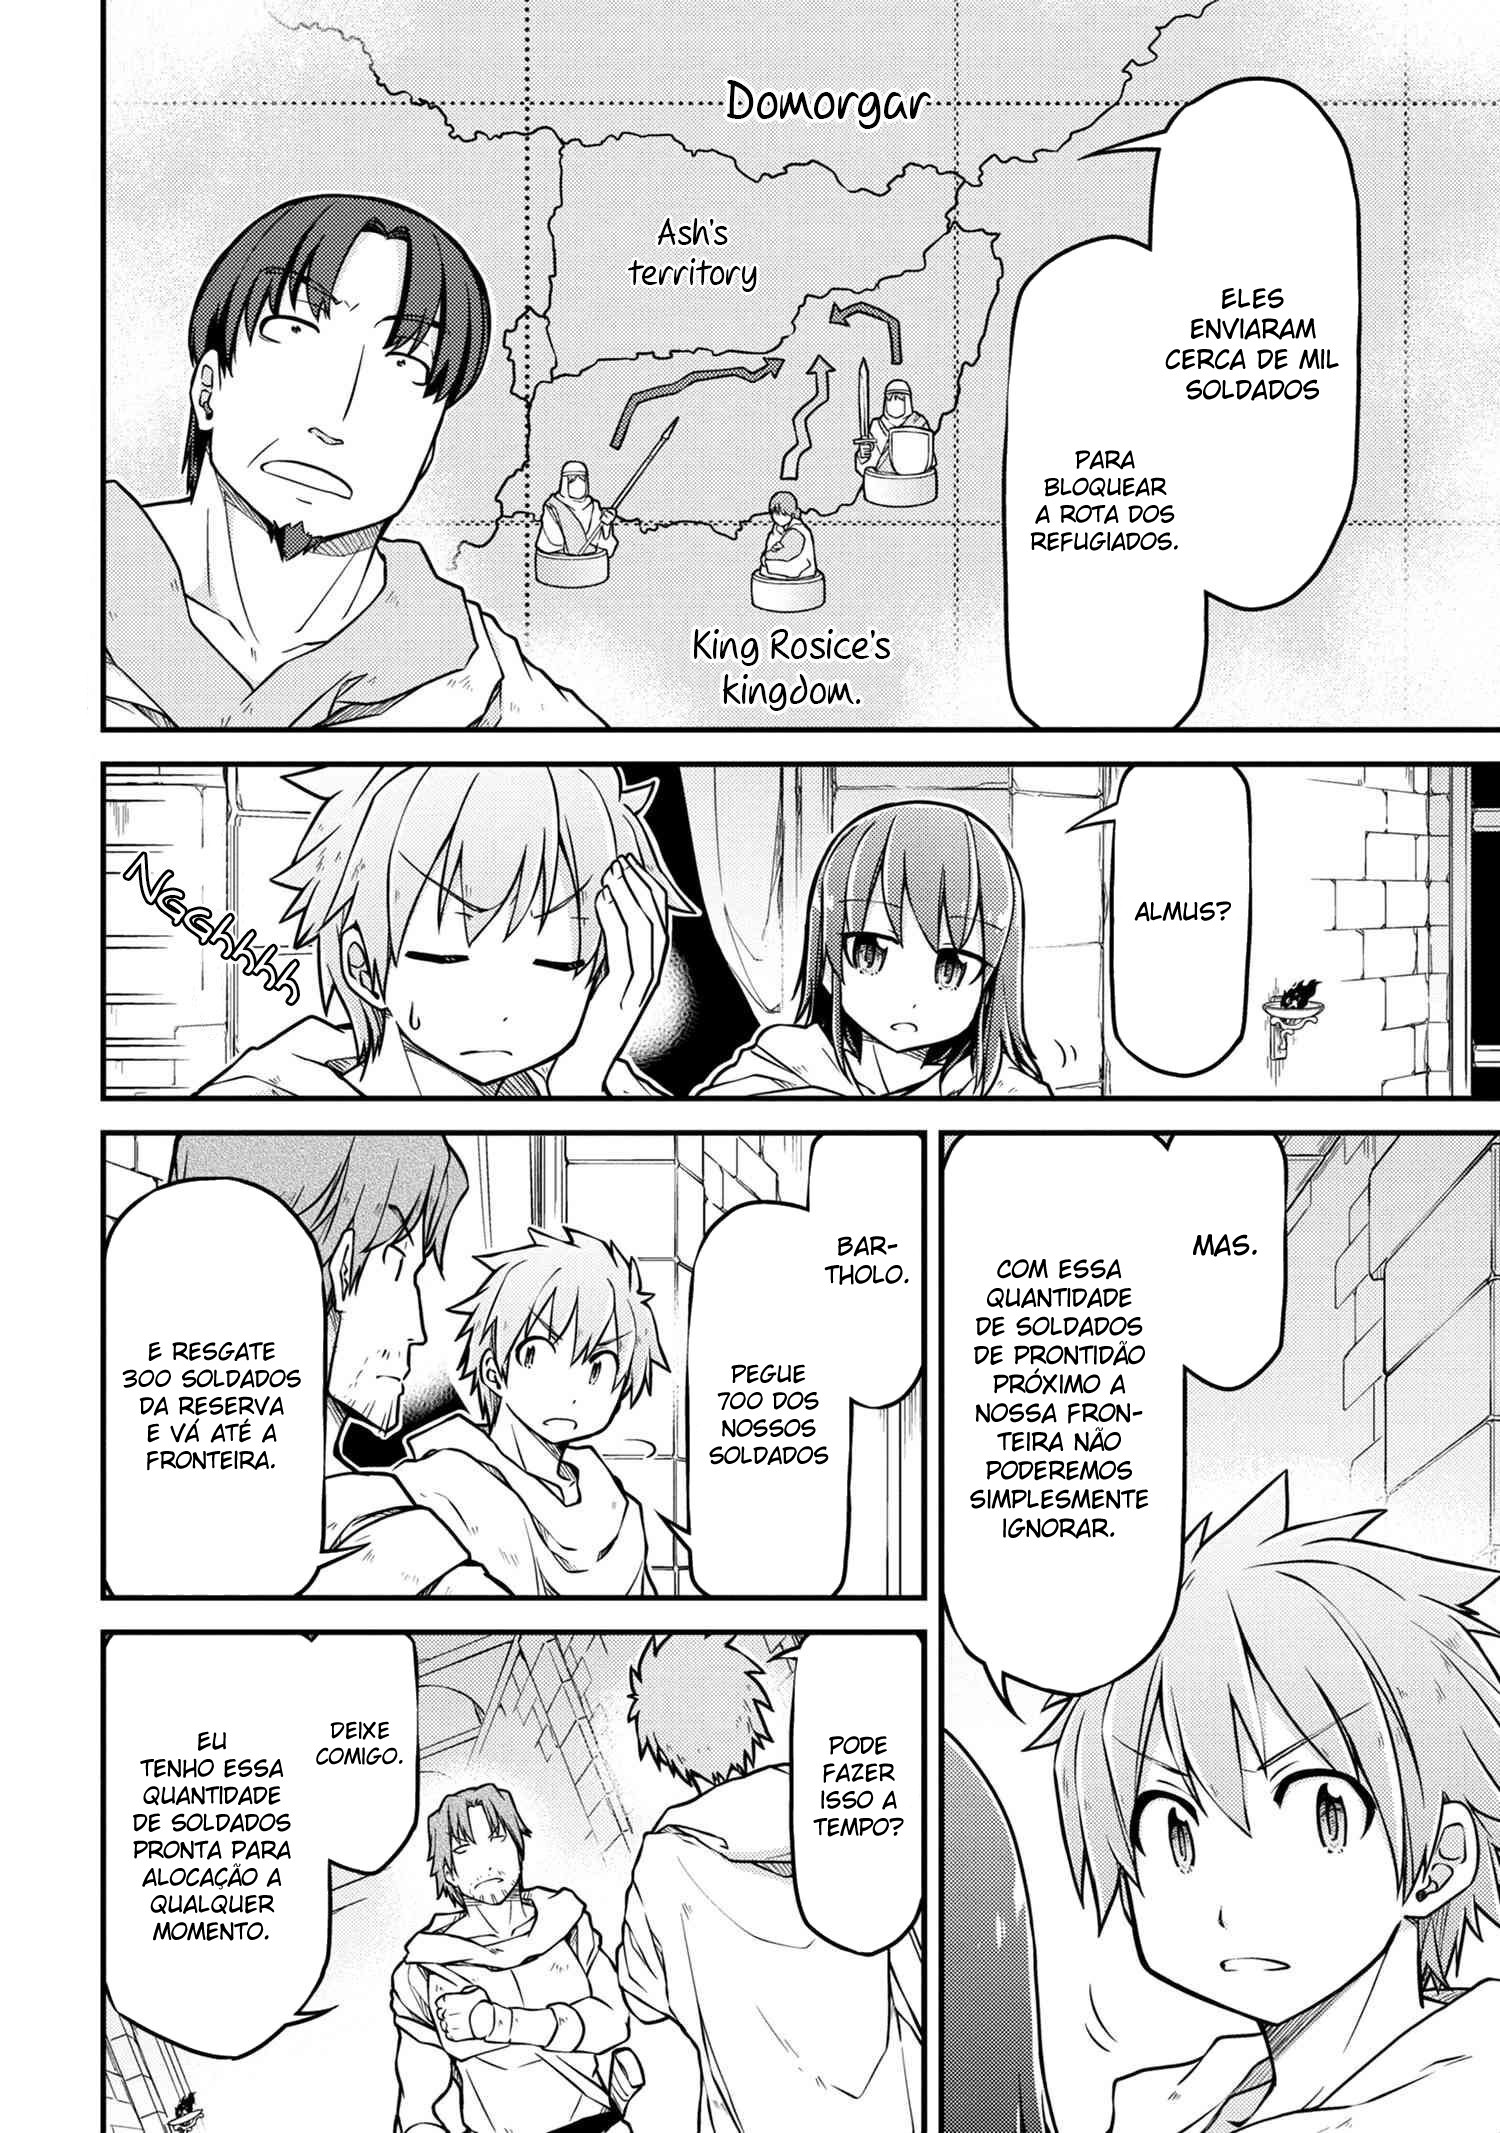 Domorgar
Ash's
territory
King Rosice's
kingdom.
ELES
ENVIARAM
CERCA DE MIL
SOLDADOS
PARA
BLOQUEAR
A ROTA DOS
REFUGIADOS.
ALMUS?
NGGHHHHH
MAS.
COM ESSA
QUANTIDADE
DE SOLDADOS
DE PRONTIDÃO
PRÓXIMO A
NOSSA FRON-
TEIRA NÃO
PODEREMOS
SIMPLESMENTE
IGNORAR.
BAR-
THOLO.
PEGUE
700 DOS
NOSSOS
SOLDADOS
E RESGATE
300 SOLDADOS
DA RESERVA
E VÁ ATÉ A
FRONTEIRA.
PODE
FAZER
ISSO A
TEMPO?
DEIXE
COMIGO.
EU
TENHO ESSA
QUANTIDADE
DE SOLDADOS
PRONTA PARA
ALOCAÇÃO A
QUALQUER
MOMENTO.